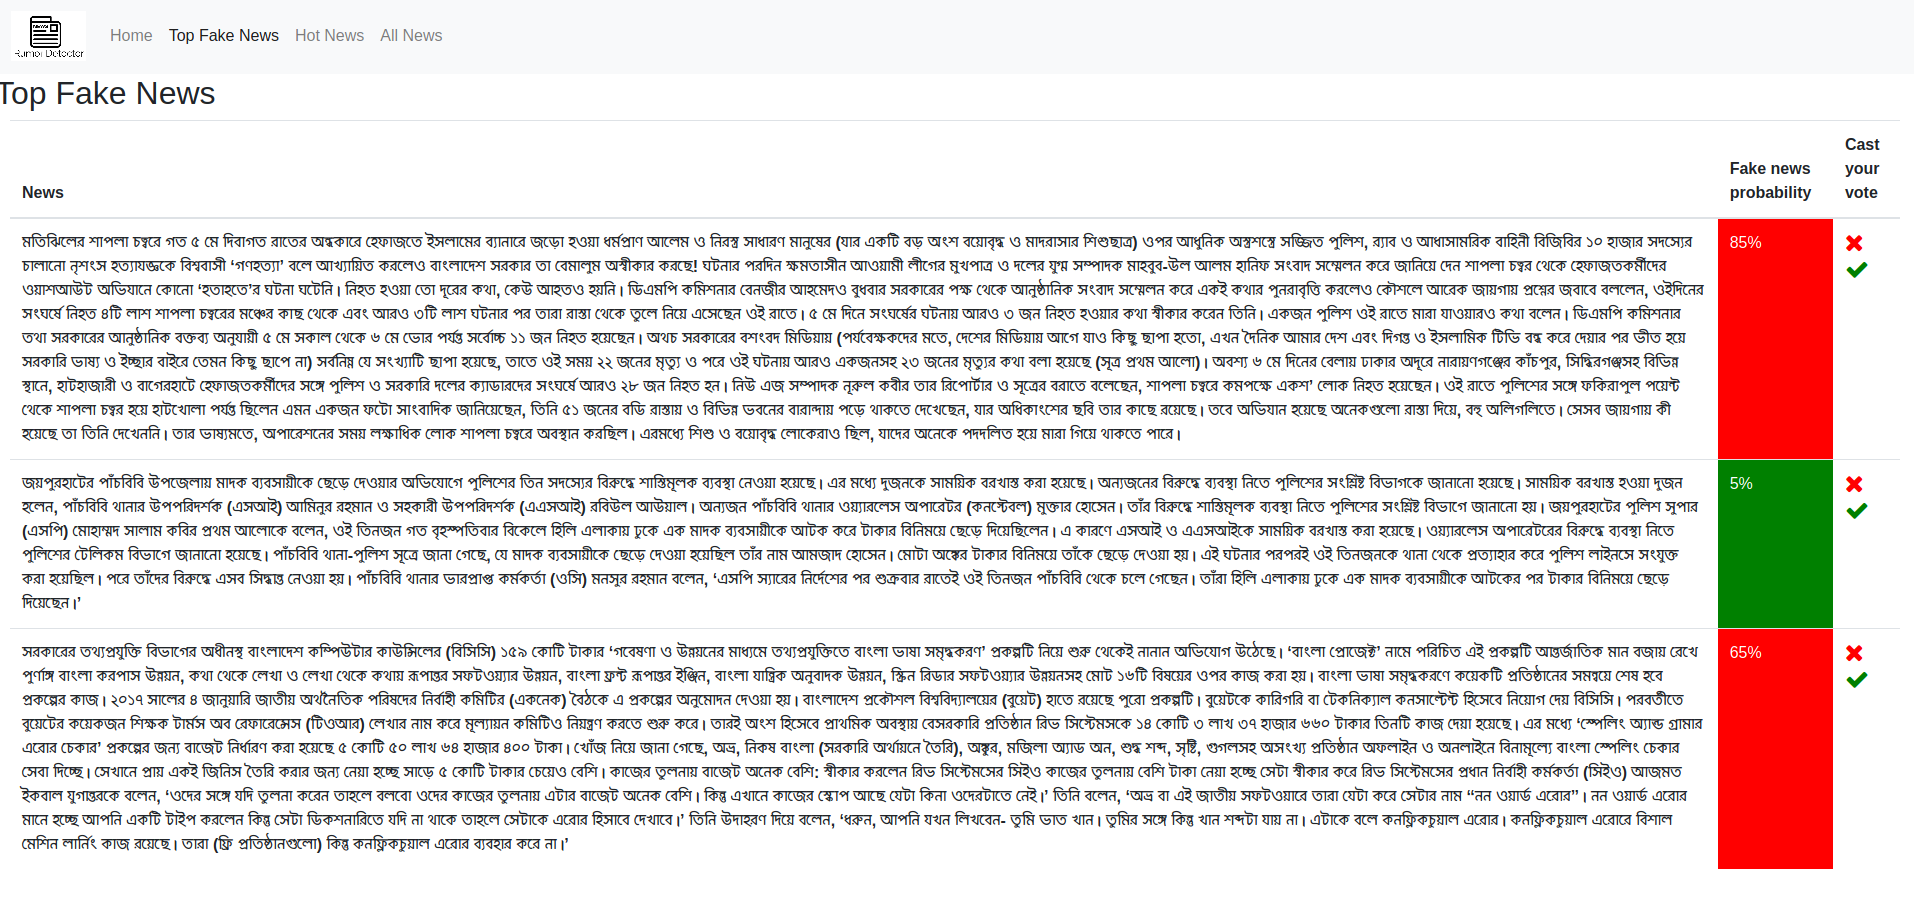 NEWS
Rumor Detector
Home Top Fake News Hot News All News
Top Fake News
News
Fake news probability
Cast your vote
মতিঝিলের শাপলা চত্বরে গত ৫ মে দিবাগত রাতের অন্ধকারে হেফাজতে ইসলামের ব্যানারে জড়ো হওয়া ধর্মপ্রাণ আলেম ও নিরস্ত্র সাধারণ মানুষের (যার একটি বড় অংশ বয়োবৃদ্ধ ও মাদরাসার শিশুছাত্র) ওপর আধুনিক অস্ত্রশস্ত্রে সজ্জিত পুলিশ, র‌্যাব ও আধাসামরিক বাহিনী বিজিবির ১০ হাজার সদস্যের
চালানো নৃশংস হত্যাযজ্ঞকে বিশ্ববাসী ‘গণহত্যা’ বলে আখ্যায়িত করলেও বাংলাদেশ সরকার তা বেমালুম অস্বীকার করছে! ঘটনার পরদিন ক্ষমতাসীন আওয়ামী লীগের মুখপাত্র ও দলের যুগ্ম সম্পাদক মাহবুব-উল আলম হানিফ সংবাদ সম্মেলন করে জানিয়ে দেন শাপলা চত্বর থেকে হেফাজতকর্মীদের
ওয়াশআউট অভিযানে কোনো ‘হতাহতে’র ঘটনা ঘটেনি। নিহত হওয়া তো দূরের কথা, কেউ আহতও হয়নি। ডিএমপি কমিশনার বেনজীর আহমেদও বুধবার সরকারের পক্ষ থেকে আনুষ্ঠানিক সংবাদ সম্মেলন করে একই কথার পুনরাবৃত্তি করলেও কৌশলে আরেক জায়গায় প্রশ্নের জবাবে বললেন, ওইদিনের
সংঘর্ষে নিহত ৪টি লাশ শাপলা চত্বরের মঞ্চের কাছ থেকে এবং আরও ৩টি লাশ ঘটনার পর তারা রাস্তা থেকে তুলে নিয়ে এসেছেন ওই রাতে। ৫ মে দিনে সংঘর্ষের ঘটনায় আরও ৩ জন নিহত হওয়ার কথা স্বীকার করেন তিনি। একজন পুলিশ ওই রাতে মারা যাওয়ারও কথা বলেন। ডিএমপি কমিশনার
তথা সরকারের আনুষ্ঠানিক বক্তব্য অনুযায়ী ৫ মে সকাল থেকে ৬ মে ভোর পর্যন্ত সর্বোচ্চ ১১ জন নিহত হয়েছেন। অথচ সরকারের বশংবদ মিডিয়ায় (পর্যবেক্ষকদের মতে, দেশের মিডিয়ায় আগে যাও কিছু ছাপা হতো, এখন দৈনিক আমার দেশ এবং দিগন্ত ও ইসলামিক টিভি বন্ধ করে দেয়ার পর ভীত হয়ে
সরকারি ভাষ্য ও ইচ্ছার বাইরে তেমন কিছু ছাপে না) সর্বনিম্ন যে সংখ্যাটি ছাপা হয়েছে, তাতে ওই সময় ২২ জনের মৃত্যু ও পরে ওই ঘটনায় আরও একজনসহ ২৩ জনের মৃত্যুর কথা বলা হয়েছে (সূত্র প্রথম আলো)। অবশ্য ৬ মে দিনের বেলায় ঢাকার অদূরে নারায়ণগঞ্জের কাঁচপুর, সিদ্ধিরগঞ্জসহ বিভিন্ন
স্থানে, হাটহাজারী ও বাগেরহাটে হেফাজতকর্মীদের সঙ্গে পুলিশ ও সরকারি দলের ক্যাডারদের সংঘর্ষে আরও ২৮ জন নিহত হন। নিউ এজ সম্পাদক নূরুল কবীর তার রিপোর্টার ও সূত্রের বরাতে বলেছেন, শাপলা চত্বরে কমপক্ষে একশ’ লোক নিহত হয়েছেন। ওই রাতে পুলিশের সঙ্গে ফকিরাপুল পয়েন্ট
থেকে শাপলা চত্বর হয়ে হাটখোলা পর্যন্ত ছিলেন এমন একজন ফটো সাংবাদিক জানিয়েছেন, তিনি ৫১ জনের বডি রাস্তায় ও বিভিন্ন ভবনের বারান্দায় পড়ে থাকতে দেখেছেন, যার অধিকাংশের ছবি তার কাছে রয়েছে। তবে অভিযান হয়েছে অনেকগুলো রাস্তা দিয়ে, বহু অলিগলিতে। সেসব জায়গায় কী
হয়েছে তা তিনি দেখেননি। তার ভাষ্যমতে, অপারেশনের সময় লক্ষাধিক লোক শাপলা চত্বরে অবস্থান করছিল। এরমধ্যে শিশু ও বয়োবৃদ্ধ লোকেরাও ছিল, যাদের অনেকে পদদলিত হয়ে মারা গিয়ে থাকতে পারে।
85%
জয়পুরহাটের পাঁচবিবি উপজেলায় মাদক ব্যবসায়ীকে ছেড়ে দেওয়ার অভিযোগে পুলিশের তিন সদস্যের বিরুদ্ধে শাস্তিমূলক ব্যবস্থা নেওয়া হয়েছে। এর মধ্যে দুজনকে সাময়িক বরখাস্ত করা হয়েছে। অন্যজনের বিরুদ্ধে ব্যবস্থা নিতে পুলিশের সংশ্লিষ্ট বিভাগকে জানানো হয়েছে। সাময়িক বরখাস্ত হওয়া দুজন
হলেন, পাঁচবিবি থানার উপপরিদর্শক (এসআই) আমিনুর রহমান ও সহকারী উপপরিদর্শক (এএসআই) রবিউল আউয়াল। অন্যজন পাঁচবিবি থানার ওয়্যারলেস অপারেটর (কনস্টেবল) মুক্তার হোসেন। তাঁর বিরুদ্ধে শাস্তিমূলক ব্যবস্থা নিতে পুলিশের সংশ্লিষ্ট বিভাগে জানানো হয়। জয়পুরহাটের পুলিশ সুপার
(এসপি) মোহাম্মদ সালাম কবির প্রথম আলোকে বলেন, ওই তিনজন গত বৃহস্পতিবার বিকেলে হিলি এলাকায় ঢুকে এক মাদক ব্যবসায়ীকে আটক করে টাকার বিনিময়ে ছেড়ে দিয়েছিলেন। এ কারণে এসআই ও এএসআইকে সাময়িক বরখাস্ত করা হয়েছে। ওয়্যারলেস অপারেটরের বিরুদ্ধে ব্যবস্থা নিতে
পুলিশের টেলিকম বিভাগে জানানো হয়েছে। পাঁচবিবি থানা-পুলিশ সূত্রে জানা গেছে, যে মাদক ব্যবসায়ীকে ছেড়ে দেওয়া হয়েছিল তাঁর নাম আমজাদ হোসেন। মোটা অঙ্কের টাকার বিনিময়ে তাঁকে ছেড়ে দেওয়া হয়। এই ঘটনার পরপরই ওই তিনজনকে থানা থেকে প্রত্যাহার করে পুলিশ লাইনসে সংযুক্ত
করা হয়েছিল। পরে তাঁদের বিরুদ্ধে এসব সিদ্ধান্ত নেওয়া হয়। পাঁচবিবি থানার ভারপ্রাপ্ত কর্মকর্তা (ওসি) মনসুর রহমান বলেন, ‘এসপি স্যারের নির্দেশের পর শুক্রবার রাতেই ওই তিনজন পাঁচবিবি থেকে চলে গেছেন। তাঁরা হিলি এলাকায় ঢুকে এক মাদক ব্যবসায়ীকে আটকের পর টাকার বিনিময়ে ছেড়ে
দিয়েছেন।’
5%
সরকারের তথ্যপ্রযুক্তি বিভাগের অধীনস্থ বাংলাদেশ কম্পিউটার কাউন্সিলের (বিসিসি) ১৫৯ কোটি টাকার ‘গবেষণা ও উন্নয়নের মাধ্যমে তথ্যপ্রযুক্তিতে বাংলা ভাষা সমৃদ্ধকরণ’ প্রকল্পটি নিয়ে শুরু থেকেই নানান অভিযোগ উঠেছে। ‘বাংলা প্রোজেক্ট’ নামে পরিচিত এই প্রকল্পটি আন্তর্জাতিক মান বজায় রেখে
পুর্ণাঙ্গ বাংলা করপাস উন্নয়ন, কথা থেকে লেখা ও লেখা থেকে কথায় রূপান্তর সফটওয়্যার উন্নয়ন, বাংলা ফ্রন্ট রূপান্তর ইঞ্জিন, বাংলা যান্ত্রিক অনুবাদক উন্নয়ন, স্ক্রিন রিডার সফটওয়্যার উন্নয়নসহ মোট ১৬টি বিষয়ের ওপর কাজ করা হয়। বাংলা ভাষা সমৃদ্ধকরণে কয়েকটি প্রতিষ্ঠানের সমন্বয়ে শেষ হবে
প্রকল্পের কাজ। ২০১৭ সালের ৪ জানুয়ারি জাতীয় অর্থনৈতিক পরিষদের নির্বাহী কমিটির (একনেক) বৈঠকে এ প্রকল্পের অনুমোদন দেওয়া হয়। বাংলাদেশ প্রকৌশল বিশ্ববিদ্যালয়ের (বুয়েট) হাতে রয়েছে পুরো প্রকল্পটি। বুয়েটকে কারিগরি বা টেকনিক্যাল কনসাল্টেন্ট হিসেবে নিয়োগ দেয় বিসিসি। পরবর্তীতে
বুয়েটের কয়েকজন শিক্ষক টার্মস অব রেফারেন্সেস (টিওআর) লেখার নাম করে মূল্যায়ন কমিটিও নিয়ন্ত্রণ করতে শুরু করে। তারই অংশ হিসেবে প্রাথমিক অবস্থায় বেসরকারি প্রতিষ্ঠান রিভ সিস্টেমসকে ১৪ কোটি ৩ লাখ ৩৭ হাজার ৬৬০ টাকার তিনটি কাজ দেয়া হয়েছে। এর মধ্যে ‘স্পেলিং অ্যান্ড গ্রামার
এরোর চেকার’ প্রকল্পের জন্য বাজেট নির্ধারণ করা হয়েছে ৫ কোটি ৫০ লাখ ৬৪ হাজার ৪০০ টাকা। খোঁজ নিয়ে জানা গেছে, অভ্র, নিকষ বাংলা (সরকারি অর্থায়নে তৈরি), অঙ্কুর, মজিলা অ্যাড অন, শুদ্ধ শব্দ, সৃষ্টি, গুগলসহ অসংখ্য প্রতিষ্ঠান অফলাইন ও অনলাইনে বিনামূল্যে বাংলা স্পেলিং চেকার
সেবা দিচ্ছে। সেখানে প্রায় একই জিনিস তৈরি করার জন্য নেয়া হচ্ছে সাড়ে ৫ কোটি টাকার চেয়েও বেশি। কাজের তুলনায় বাজেট অনেক বেশি: স্বীকার করলেন রিভ সিস্টেমসের সিইও কাজের তুলনায় বেশি টাকা নেয়া হচ্ছে সেটা স্বীকার করে রিভ সিস্টেমসের প্রধান নির্বাহী কর্মকর্তা (সিইও) আজমত
ইকবাল যুগান্তরকে বলেন, ‘ওদের সঙ্গে যদি তুলনা করেন তাহলে বলবো ওদের কাজের তুলনায় এটার বাজেট অনেক বেশি। কিন্তু এখানে কাজের স্কোপ আছে যেটা কিনা ওদেরটাতে নেই।’ তিনি বলেন, ‘অভ্র বা এই জাতীয় সফটওয়ারে তারা যেটা করে সেটার নাম “নন ওয়ার্ড এরোর”। নন ওয়ার্ড এরোর
মানে হচ্ছে আপনি একটি টাইপ করলেন কিন্তু সেটা ডিকশনারিতে যদি না থাকে তাহলে সেটাকে এরোর হিসাবে দেখাবে।’ তিনি উদাহরণ দিয়ে বলেন, ‘ধরুন, আপনি যখন লিখবেন- তুমি ভাত খান। তুমির সঙ্গে কিন্তু খান শব্দটা যায় না। এটাকে বলে কনফ্লিকচুয়াল এরোর। কনফ্লিকচুয়াল এরোরে বিশাল
মেশিন লার্নিং কাজ রয়েছে। তারা (ফ্রি প্রতিষ্ঠানগুলো) কিন্তু কনফ্লিকচুয়াল এরোর ব্যবহার করে না।’
65%